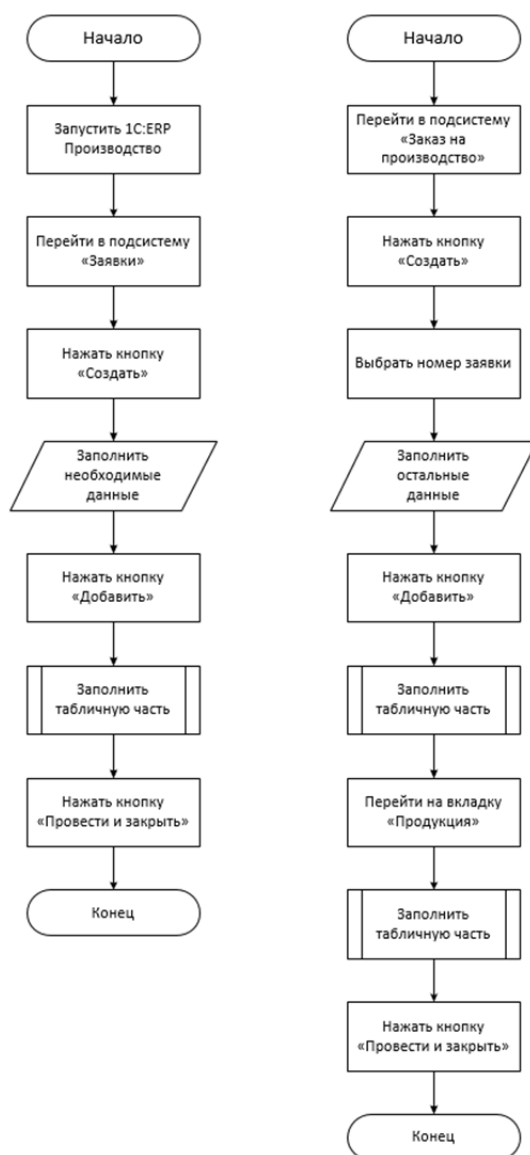 Начало
Запустить 1С:ERP
Производство
Перейти в подсистему
«Заявки»
Нажать кнопку
«Создать»
Заполнить
необходимые
данные
Нажать кнопку
«Добавить»
Заполнить
табличную часть
Нажать кнопку
«Провести и закрыть»
Конец
Начало
Перейти в подсистему
«Заказ на
производство»
Нажать кнопку
«Создать»
Выбрать номер заявки
Заполнить
остальные
данные
Нажать кнопку
«Добавить»
Заполнить
табличную часть
Перейти на вкладку
«Продукция»
Заполнить
табличную часть
Нажать кнопку
«Провести и закрыть»
Конец